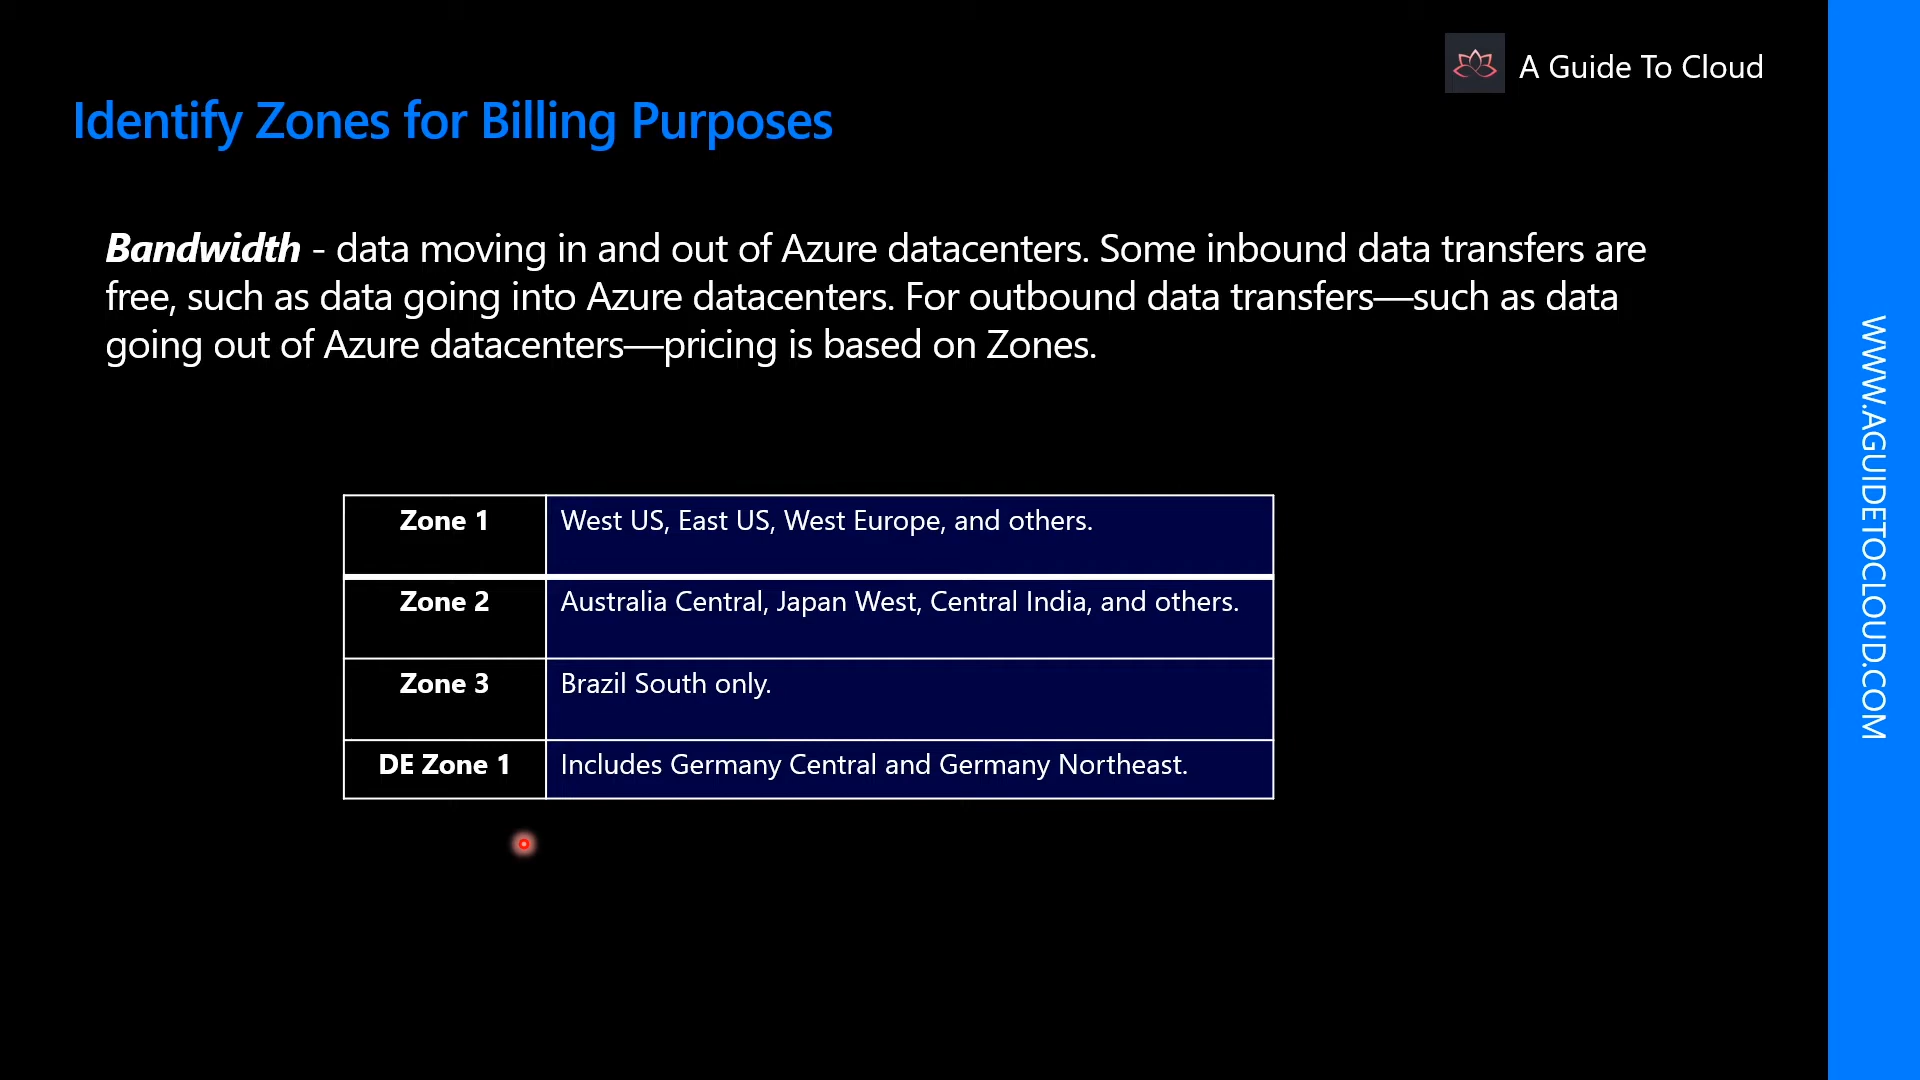 A Guide To Cloud
Identify Zones for Billing Purposes
Bandwidth - data moving in and out of Azure datacenters. Some inbound data transfers are
free, such as data going into Azure datacenters. For outbound data transfers—such as data
going out of Azure datacenters—pricing is based on Zones.
Zone 1 West US, East US, West Europe, and others.
Zone 2 Australia Central, Japan West, Central India, and others.
Zone 3 Brazil South only.
DE Zone 1 Includes Germany Central and Germany Northeast.
WWW.AGUIDETOCLOUD.COM